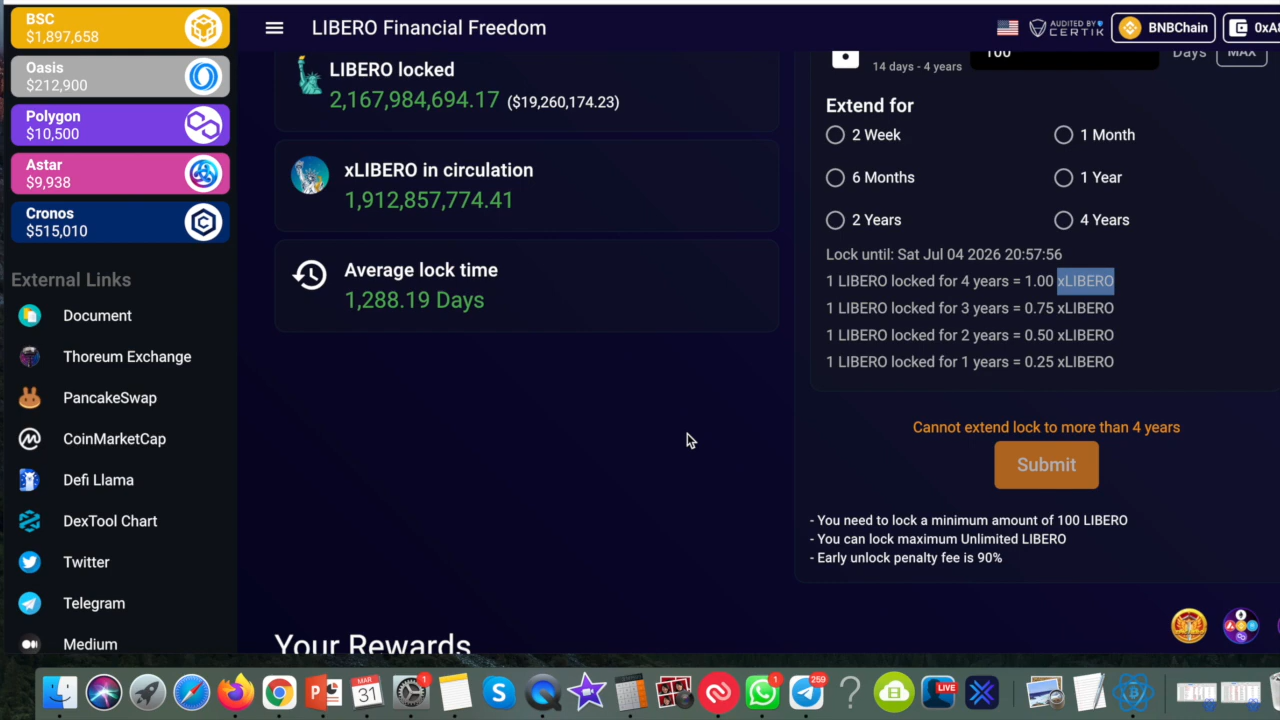 BSC
$1,897,658
Oasis
$212,900
Polygon
$10,500
Astar
$9,938
Cronos
$515,010
External Links
Document
Thoreum Exchange
PancakeSwap
CoinMarketCap
Defi Llama
DexTool Chart
Twitter
Telegram
Medium
LIBERO Financial Freedom
AUDITED BY
CERTIK
BNBChain
0xA8
LIBERO locked
2,167,984,694.17 ($19,260,174.23)
xLIBERO in circulation
1,912,857,774.41
Average lock time
1,288.19 Days
Your Rewards
14 days - 4 years
100
Days
MAX
Extend for
2 Week
1 Month
6 Months
1 Year
2 Years
4 Years
Lock until: Sat Jul 04 2026 20:57:56
1 LIBERO locked for 4 years = 1.00 xLIBERO
1 LIBERO locked for 3 years = 0.75 xLIBERO
1 LIBERO locked for 2 years = 0.50 xLIBERO
1 LIBERO locked for 1 years = 0.25 xLIBERO
Cannot extend lock to more than 4 years
Submit
- You need to lock a minimum amount of 100 LIBERO
- You can lock maximum Unlimited LIBERO
- Early unlock penalty fee is 90%
MAR
31
1
1
259
LIVE